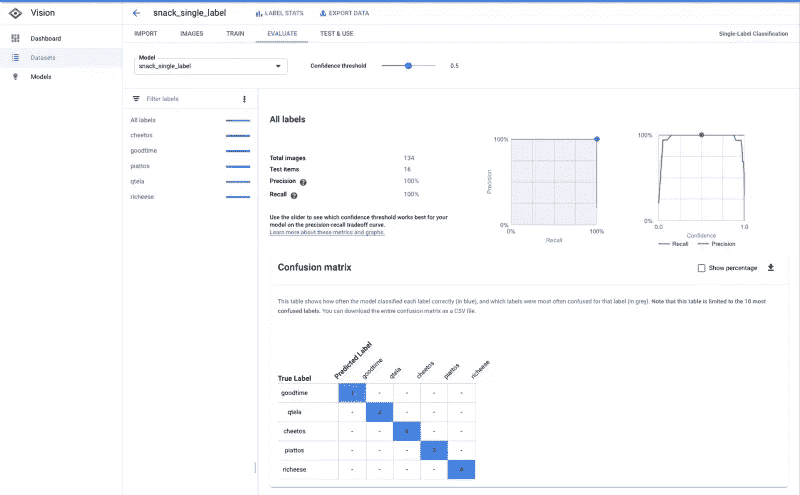 Vision
snack_single_label
LABEL STATS
EXPORT DATA
Dashboard
Datasets
Models
IMPORT
IMAGES
TRAIN
EVALUATE
TEST & USE
Single-Label Classification
Model
snack_single_label
Confidence threshold
0.5
Filter labels
All labels
cheetos
goodtime
piattos
qtela
richeese
All labels
Total images 134
Test items 16
Precision 100%
Recall 100%
Use the slider to see which confidence threshold works best for your
model on the precision-recall tradeoff curve.
Learn more about these metrics and graphs.
100%
Precision
0%
0%
100%
Recall
100%
0%
0.0
1.0
Confidence
Recall
Precision
Confusion matrix
Show percentage
This table shows how often the model classified each label correctly (in blue), and which labels were most often confused for that label (in grey). Note that this table is limited to the 10 most
confused labels. You can download the entire confusion matrix as a CSV file.
True Label
Predicted Label
goodtime
qtela
cheetos
piattos
richeese
goodtime 1 - - - -
qtela - 2 - - -
cheetos - - - -
piattos - - - -
richeese - - - -